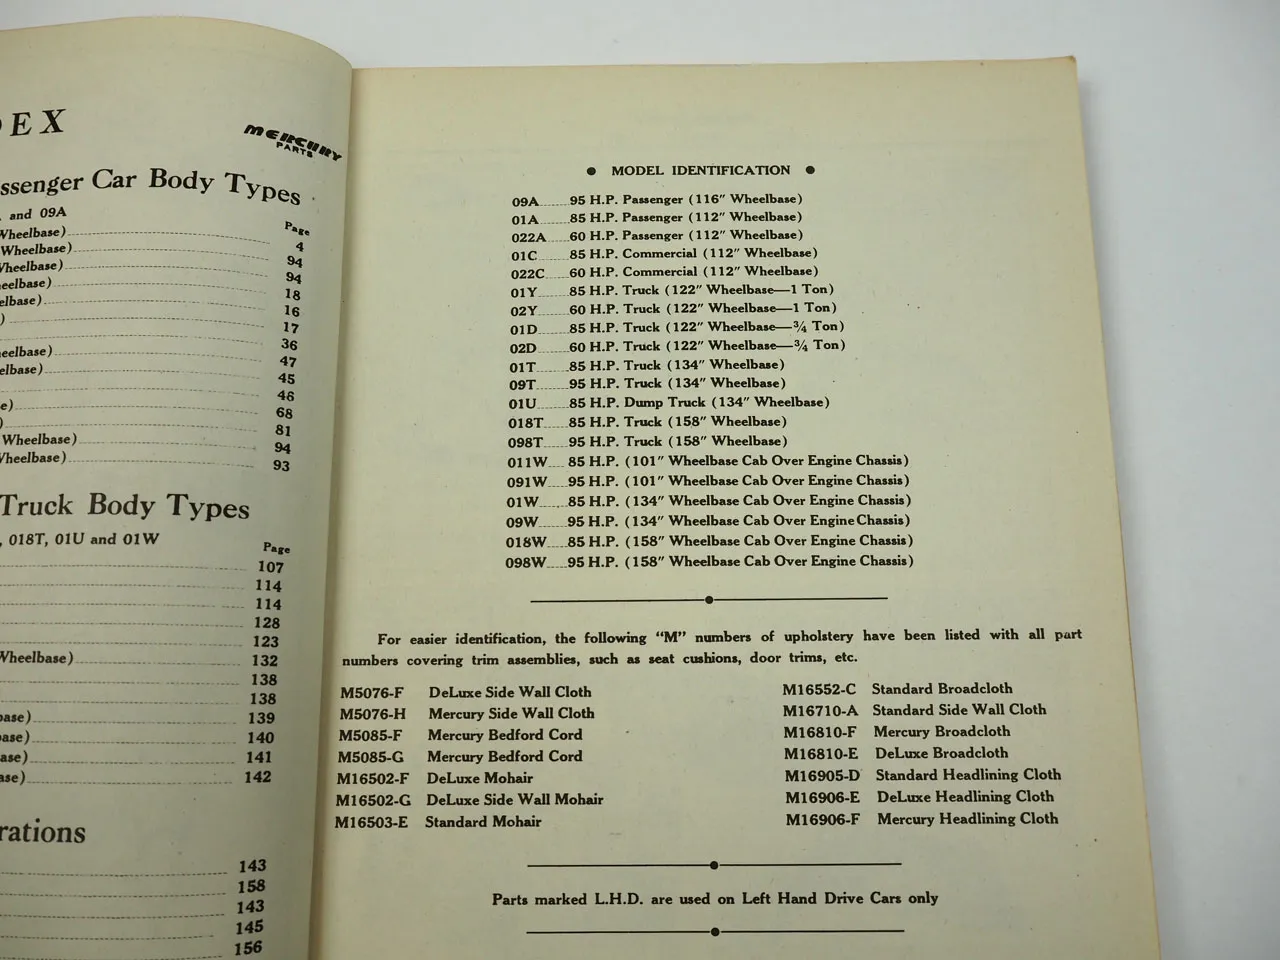 DEX
MERCURY
PARTS
ssenger Car Body Types
, and 09A
Page
Wheelbase) 4
Wheelbase) 94
Wheelbase) 94
heelbase) 18
elbase) 16
) 17
36
eelbase) 47
elbase) 45
46
se) 68
) 81
Wheelbase) 94
Wheelbase) 93
Truck Body Types
, 018T, 01U and 01W
Page
107
114
114
128
123
Wheelbase) 132
138
138
base) 139
ase) 140
ase) 141
ase) 142
rations
143
158
143
145
156
● MODEL IDENTIFICATION ●
09A 95 H.P. Passenger (116" Wheelbase)
01A 85 H.P. Passenger (112" Wheelbase)
022A 60 H.P. Passenger (112" Wheelbase)
01C 85 H.P. Commercial (112" Wheelbase)
022C 60 H.P. Commercial (112" Wheelbase)
01Y 85 H.P. Truck (122" Wheelbase—1 Ton)
02Y 60 H.P. Truck (122" Wheelbase—1 Ton)
01D 85 H.P. Truck (122" Wheelbase—¾ Ton)
02D 60 H.P. Truck (122" Wheelbase—¾ Ton)
01T 85 H.P. Truck (134" Wheelbase)
09T 95 H.P. Truck (134" Wheelbase)
01U 85 H.P. Dump Truck (134" Wheelbase)
018T 85 H.P. Truck (158" Wheelbase)
098T 95 H.P. Truck (158" Wheelbase)
011W 85 H.P. (101" Wheelbase Cab Over Engine Chassis)
091W 95 H.P. (101" Wheelbase Cab Over Engine Chassis)
01W 85 H.P. (134" Wheelbase Cab Over Engine Chassis)
09W 95 H.P. (134" Wheelbase Cab Over Engine Chassis)
018W 85 H.P. (158" Wheelbase Cab Over Engine Chassis)
098W 95 H.P. (158" Wheelbase Cab Over Engine Chassis)
For easier identification, the following "M" numbers of upholstery have been listed with all part
numbers covering trim assemblies, such as seat cushions, door trims, etc.
M5076-F DeLuxe Side Wall Cloth
M5076-H Mercury Side Wall Cloth
M5085-F Mercury Bedford Cord
M5085-G Mercury Bedford Cord
M16502-F DeLuxe Mohair
M16502-G DeLuxe Side Wall Mohair
M16503-E Standard Mohair
M16552-C Standard Broadcloth
M16710-A Standard Side Wall Cloth
M16810-F Mercury Broadcloth
M16810-E DeLuxe Broadcloth
M16905-D Standard Headlining Cloth
M16906-E DeLuxe Headlining Cloth
M16906-F Mercury Headlining Cloth
Parts marked L.H.D. are used on Left Hand Drive Cars only